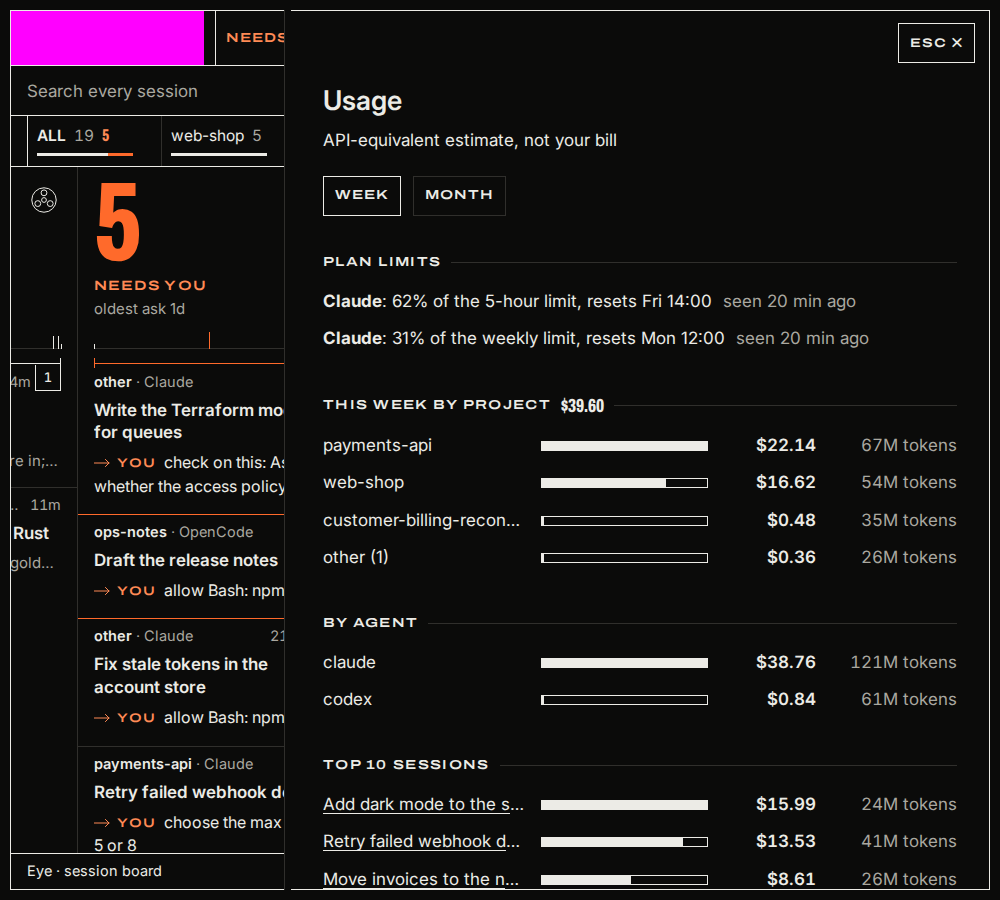 NEEDS
ESC ✕
Search every session
ALL 19 5
web-shop 5
5
NEEDS YOU
oldest ask 1d
4m 1
re in;...
.. 11m
Rust
gold...
other · Claude
Write the Terraform mo
for queues
→ YOU check on this: As
whether the access policy
ops-notes · OpenCode
Draft the release notes
→ YOU allow Bash: npm
other · Claude 21
Fix stale tokens in the
account store
→ YOU allow Bash: npm
payments-api · Claude
Retry failed webhook d
→ YOU choose the max
5 or 8
Eye · session board
Usage
API-equivalent estimate, not your bill
WEEK MONTH
PLAN LIMITS
Claude: 62% of the 5-hour limit, resets Fri 14:00 seen 20 min ago
Claude: 31% of the weekly limit, resets Mon 12:00 seen 20 min ago
THIS WEEK BY PROJECT $39.60
payments-api $22.14 67M tokens
web-shop $16.62 54M tokens
customer-billing-recon... $0.48 35M tokens
other (1) $0.36 26M tokens
BY AGENT
claude $38.76 121M tokens
codex $0.84 61M tokens
TOP 10 SESSIONS
Add dark mode to the s... $15.99 24M tokens
Retry failed webhook d... $13.53 41M tokens
Move invoices to the n... $8.61 26M tokens